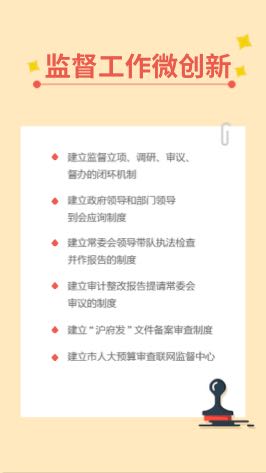 监督工作微创新
建立监督立项、调研、审议、
督办的闭环机制
建立政府领导和部门领导
到会应询制度
建立常委会领导带队执法检查
并作报告的制度
建立审计整改报告提请常委会
审议的制度
建立“沪府发”文件备案审查制度
建立市人大预算审查联网监督中心